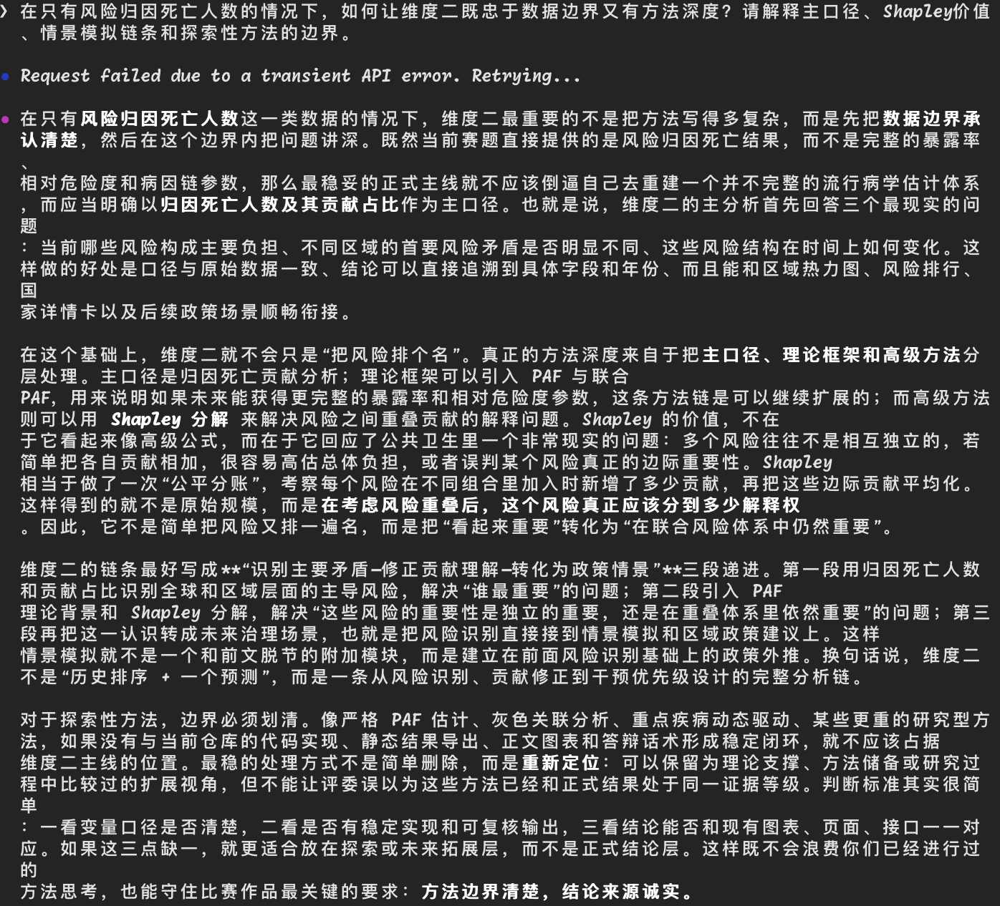 ❯ 在只有风险归因死亡人数的情况下，如何让维度二既忠于数据边界又有方法深度？请解释主口径、Shapley价值
、情景模拟链条和探索性方法的边界。
● Request failed due to a transient API error. Retrying...
● 在只有风险归因死亡人数这一类数据的情况下，维度二最重要的不是把方法写得多复杂，而是先把数据边界承
认清楚，然后在这个边界内把问题讲深。既然当前赛题直接提供的是风险归因死亡结果，而不是完整的暴露率
、
相对危险度和病因链参数，那么最稳妥的正式主线就不应该倒逼自己去重建一个并不完整的流行病学估计体系
，而应当明确以归因死亡人数及其贡献占比作为主口径。也就是说，维度二的主分析首先回答三个最现实的问
题
：当前哪些风险构成主要负担、不同区域的首要风险矛盾是否明显不同、这些风险结构在时间上如何变化。这
样做的好处是口径与原始数据一致、结论可以直接追溯到具体字段和年份、而且能和区域热力图、风险排行、
国
家详情卡以及后续政策场景顺畅衔接。
在这个基础上，维度二就不会只是“把风险排个名”。真正的方法深度来自于把主口径、理论框架和高级方法分
层处理。主口径是归因死亡贡献分析；理论框架可以引入 PAF 与联合
PAF，用来说明如果未来能获得更完整的暴露率和相对危险度参数，这条方法链是可以继续扩展的；而高级方法
则可以用 Shapley 分解 来解决风险之间重叠贡献的解释问题。Shapley 的价值，不在
于它看起来像高级公式，而在于它回应了公共卫生里一个非常现实的问题：多个风险往往不是相互独立的，若
简单把各自贡献相加，很容易高估总体负担，或者误判某个风险真正的边际重要性。Shapley
相当于做了一次“公平分账”，考察每个风险在不同组合里加入时新增了多少贡献，再把这些边际贡献平均化。
这样得到的就不是原始规模，而是在考虑风险重叠后，这个风险真正应该分到多少解释权
。因此，它不是简单把风险又排一遍名，而是把“看起来重要”转化为“在联合风险体系中仍然重要”。
维度二的链条最好写成**“识别主要矛盾—修正贡献理解—转化为政策情景”**三段递进。第一段用归因死亡人数
和贡献占比识别全球和区域层面的主导风险，解决“谁最重要”的问题；第二段引入 PAF
理论背景和 Shapley 分解，解决“这些风险的重要性是独立的重要，还是在重叠体系里依然重要”的问题；第三
段再把这一认识转成未来治理场景，也就是把风险识别直接接到情景模拟和区域政策建议上。这样
情景模拟就不是一个和前文脱节的附加模块，而是建立在前面风险识别基础上的政策外推。换句话说，维度二
不是“历史排序 + 一个预测”，而是一条从风险识别、贡献修正到干预优先级设计的完整分析链。
对于探索性方法，边界必须划清。像严格 PAF 估计、灰色关联分析、重点疾病动态驱动、某些更重的研究型方
法，如果没有与当前仓库的代码实现、静态结果导出、正文图表和答辩话术形成稳定闭环，就不应该占据
维度二主线的位置。最稳的处理方式不是简单删除，而是重新定位：可以保留为理论支撑、方法储备或研究过
程中比较过的扩展视角，但不能让评委误以为这些方法已经和正式结果处于同一证据等级。判断标准其实很简
单
：一看变量口径是否清楚，二看是否有稳定实现和可复核输出，三看结论能否和现有图表、页面、接口一一对
应。如果这三点缺一，就更适合放在探索或未来拓展层，而不是正式结论层。这样既不会浪费你们已经进行过
的
方法思考，也能守住比赛作品最关键的要求：方法边界清楚，结论来源诚实。